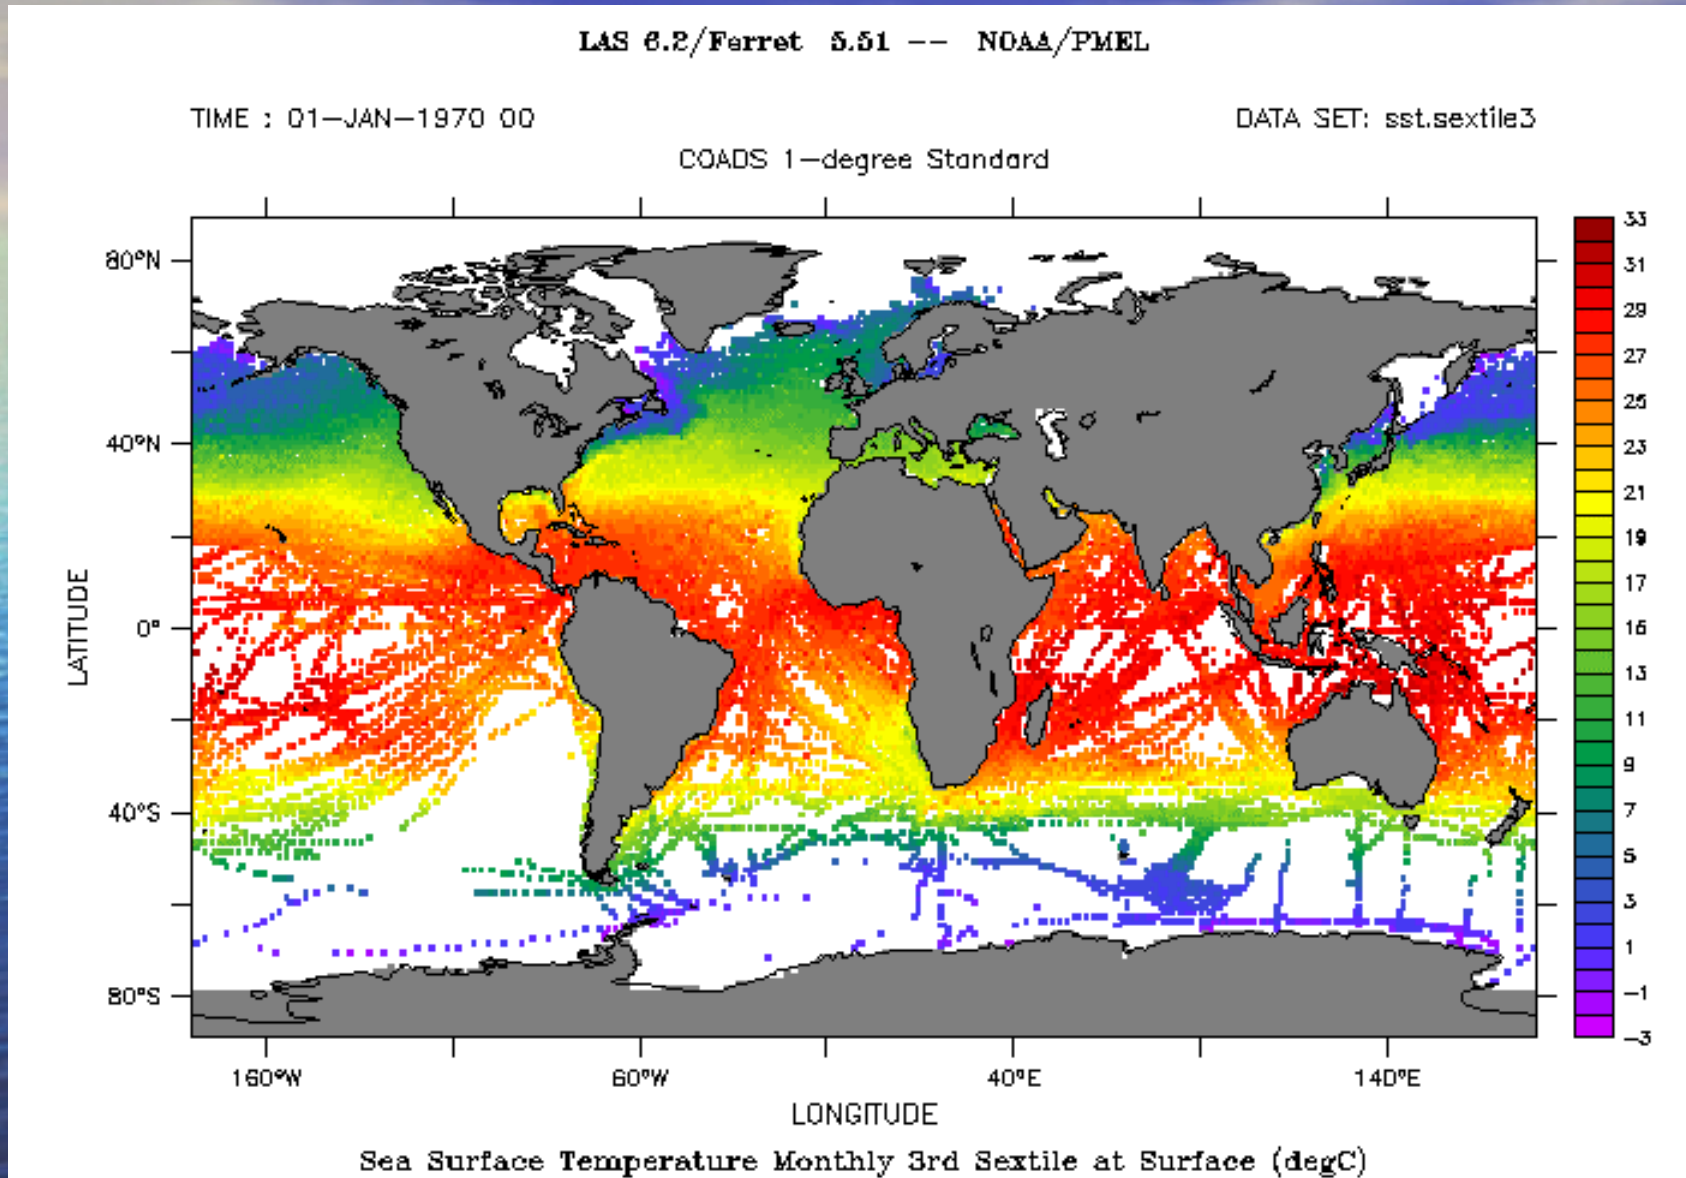 LAS 6.2/Ferret 5.51 -- NOAA/PMEL
TIME : 01-JAN-1970 00
DATA SET: sst.sextile3
COADS 1-degree Standard
80°N
40°N
0°
40°S
80°S
LATITUDE
160°W
60°W
40°E
140°E
LONGITUDE
33
31
29
27
25
23
21
19
17
15
13
11
9
7
5
3
1
-1
-3
Sea Surface Temperature Monthly 3rd Sextile at Surface (degC)